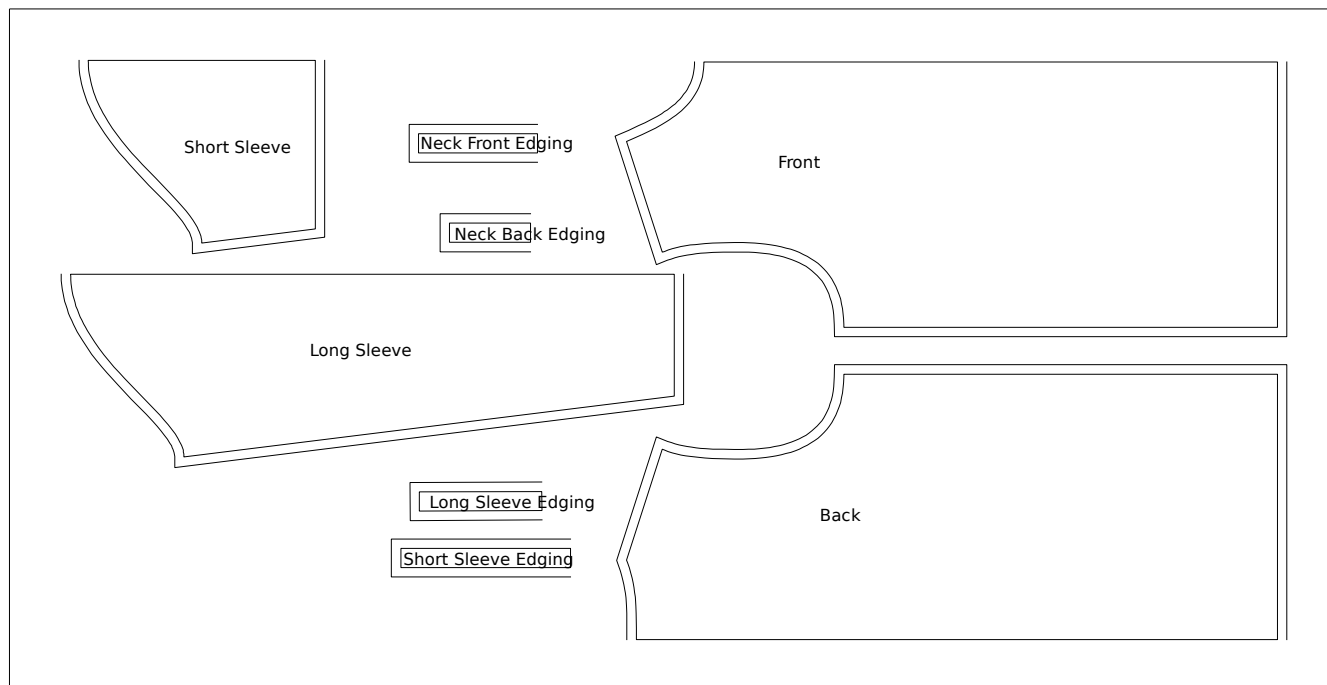 Short Sleeve
Neck Front Edging
Front
Neck Back Edging
Long Sleeve
Long Sleeve Edging
Back
Short Sleeve Edging